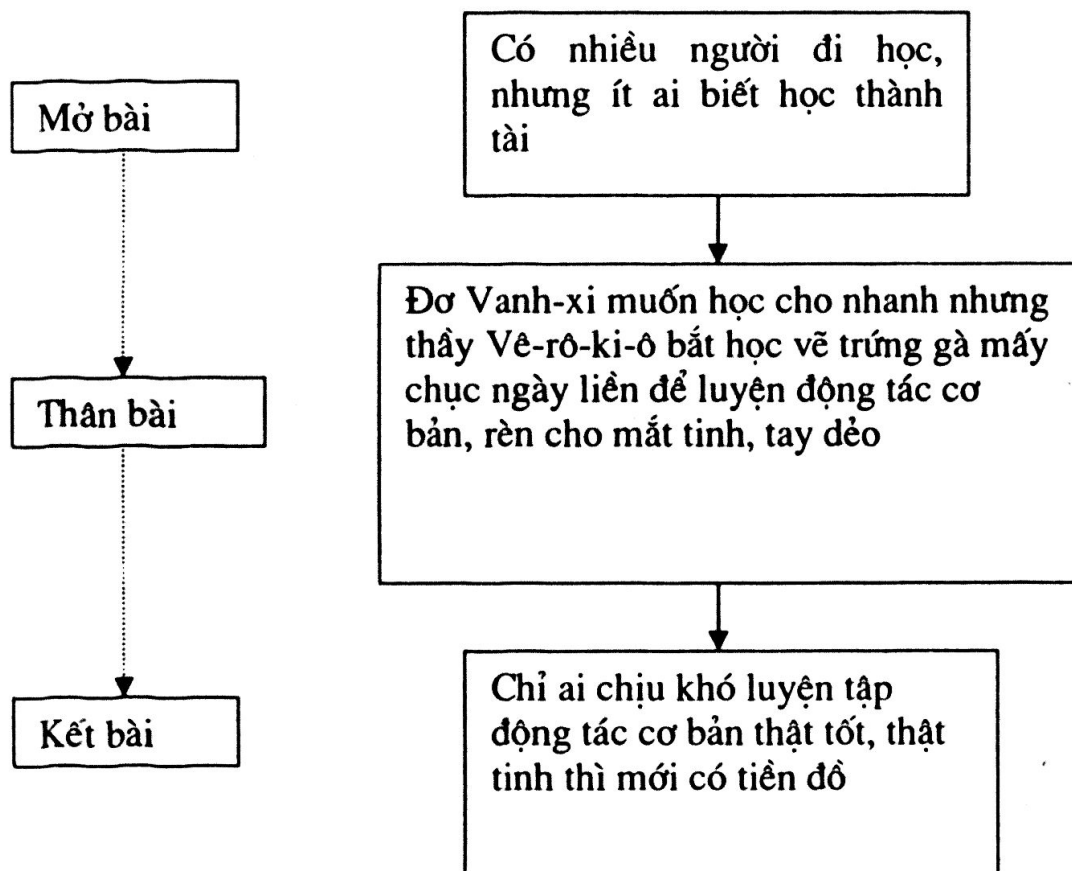 Mở bài
Có nhiều người đi học,
nhưng ít ai biết học thành
tài
Thân bài
Đơ Vanh-xi muốn học cho nhanh nhưng
thầy Vê-rô-ki-ô bắt học vẽ trứng gà mấy
chục ngày liền để luyện động tác cơ
bản, rèn cho mắt tinh, tay dẻo
Kết bài
Chỉ ai chịu khó luyện tập
động tác cơ bản thật tốt, thật
tinh thì mới có tiền đồ